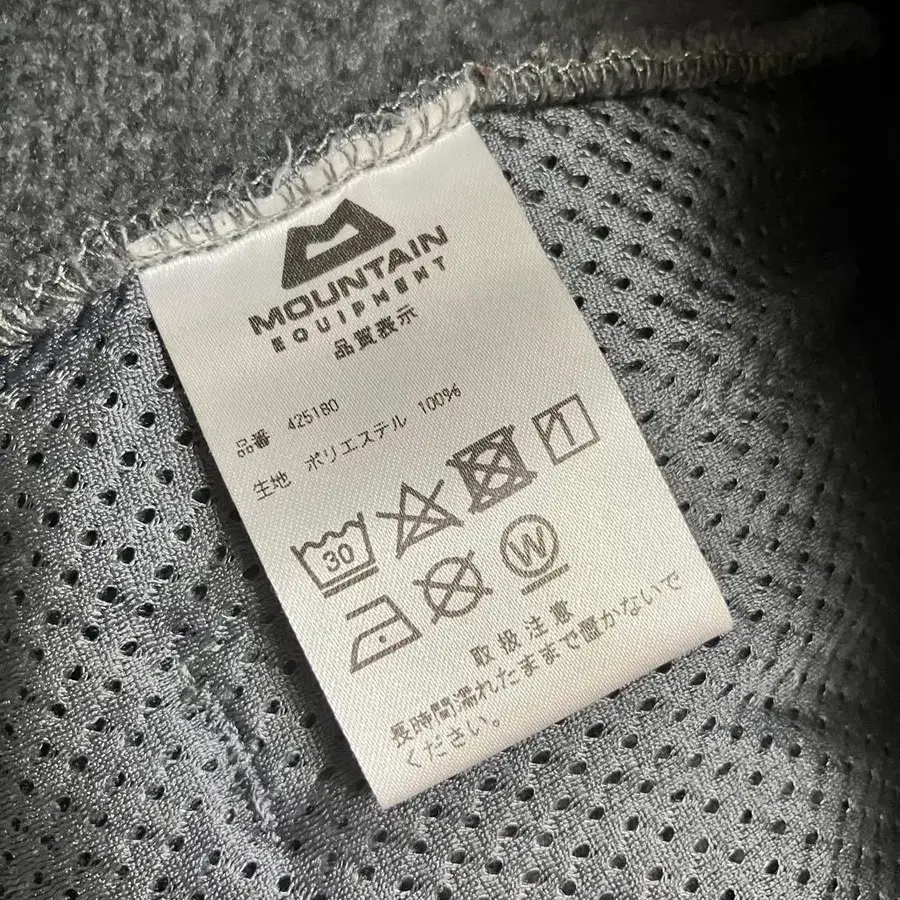 MOUNTAIN
EQUIPMENT
品質表示
品番 425180
生地 ポリエステル 100%
30
W
取扱注意
長時間濡れたままで置かないで
ください。